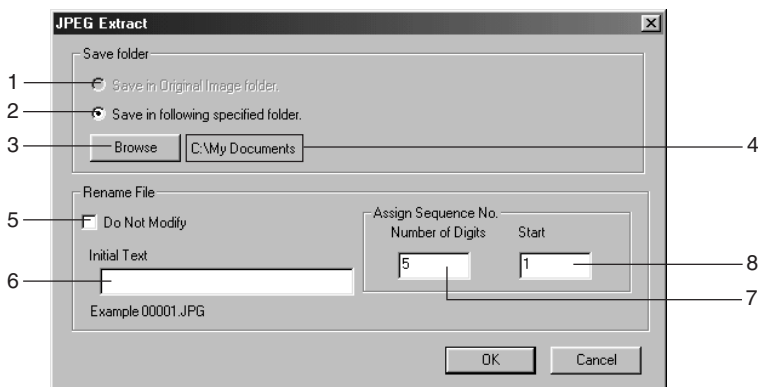 JPEG Extract
Save folder
1 Save in Original Image folder.
2 Save in following specified folder.
3 Browse C:\My Documents 4
Rename File
5 Do Not Modify
Assign Sequence No.
Number of Digits Start
Initial Text
5 1 8
6
7
Example 00001.JPG
OK Cancel